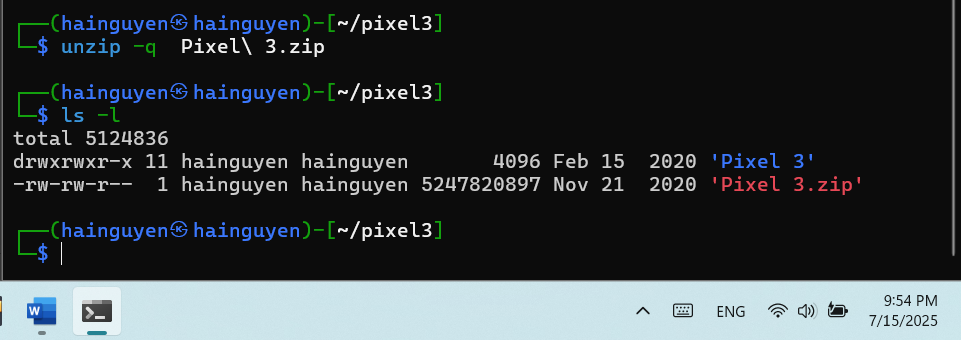 ┌──(hainguyen㉿hainguyen)-[~/pixel3]
└─$ unzip -q  Pixel\ 3.zip
┌──(hainguyen㉿hainguyen)-[~/pixel3]
└─$ ls -l
total 5124836
drwxrwxr-x 11 hainguyen hainguyen       4096 Feb 15  2020 'Pixel 3'
-rw-rw-r--  1 hainguyen hainguyen 5247820897 Nov 21  2020 'Pixel 3.zip'
┌──(hainguyen㉿hainguyen)-[~/pixel3]
└─$
W
ENG
9:54 PM
7/15/2025